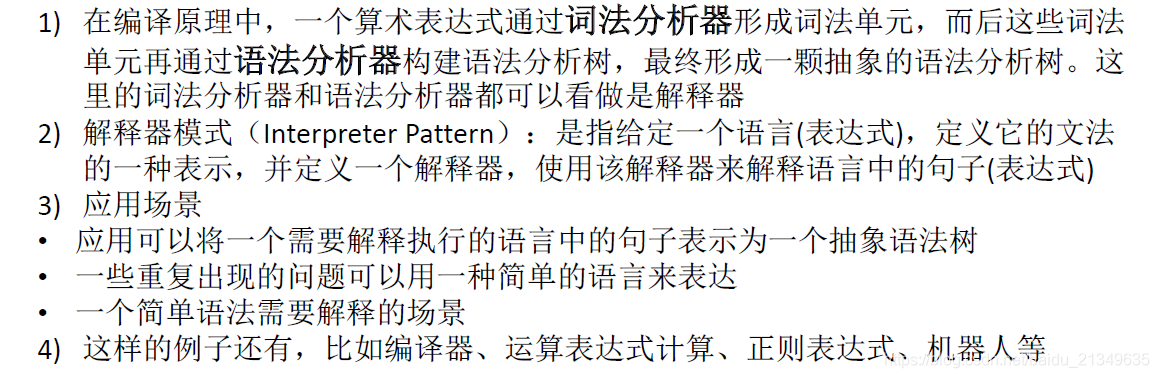 1) 在编译原理中，一个算术表达式通过词法分析器形成词法单元，而后这些词法
单元再通过语法分析器构建语法分析树，最终形成一颗抽象的语法分析树。这
里的词法分析器和语法分析器都可以看做是解释器
2) 解释器模式（Interpreter Pattern）：是指给定一个语言(表达式)，定义它的文法
的一种表示，并定义一个解释器，使用该解释器来解释语言中的句子(表达式)
3) 应用场景
• 应用可以将一个需要解释执行的语言中的句子表示为一个抽象语法树
• 一些重复出现的问题可以用一种简单的语言来表达
• 一个简单语法需要解释的场景
4) 这样的例子还有，比如编译器、运算表达式计算、正则表达式、机器人等